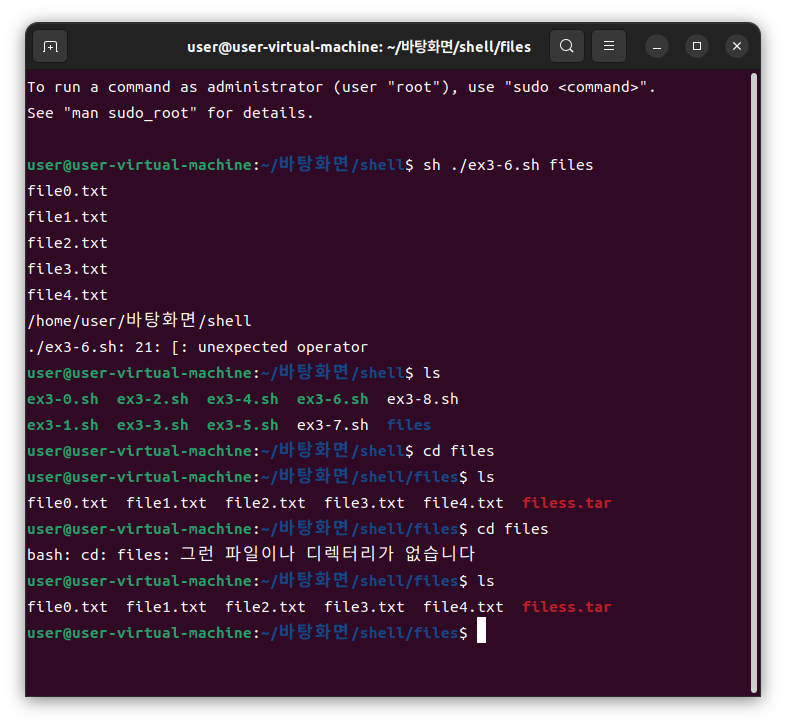 user@user-virtual-machine: ~/바탕화면/shell/files
To run a command as administrator (user "root"), use "sudo <command>".
See "man sudo_root" for details.
user@user-virtual-machine:~/바탕화면/shell$ sh ./ex3-6.sh files
file0.txt
file1.txt
file2.txt
file3.txt
file4.txt
/home/user/바탕화면/shell
./ex3-6.sh: 21: [: unexpected operator
user@user-virtual-machine:~/바탕화면/shell$ ls
ex3-0.sh  ex3-2.sh  ex3-4.sh  ex3-6.sh  ex3-8.sh
ex3-1.sh  ex3-3.sh  ex3-5.sh  ex3-7.sh  files
user@user-virtual-machine:~/바탕화면/shell$ cd files
user@user-virtual-machine:~/바탕화면/shell/files$ ls
file0.txt  file1.txt  file2.txt  file3.txt  file4.txt  filess.tar
user@user-virtual-machine:~/바탕화면/shell/files$ cd files
bash: cd: files: 그런 파일이나 디렉터리가 없습니다
user@user-virtual-machine:~/바탕화면/shell/files$ ls
file0.txt  file1.txt  file2.txt  file3.txt  file4.txt  filess.tar
user@user-virtual-machine:~/바탕화면/shell/files$